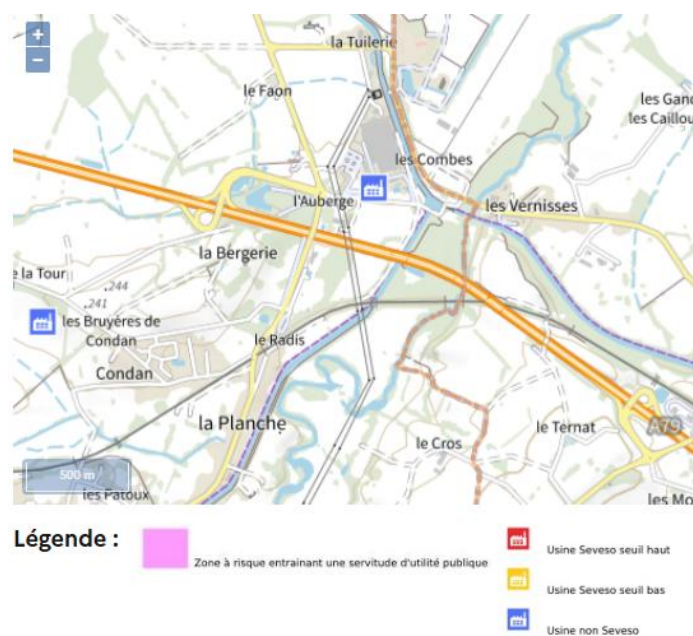 +
−
la Tuilerie
le Faon
les Gand
les Caillou
les Combes
l'Auberge
les Vernisses
la Bergerie
e la Tour
244
241
les Bruyères de
Condan
le Radis
Condan
la Planche
A79
le Ternat
le Cros
500 m
les Patoux
les Mo
Légende :
Zone à risque entrainant une servitude d'utilité publique
Usine Seveso seuil haut
Usine Seveso seuil bas
Usine non Seveso